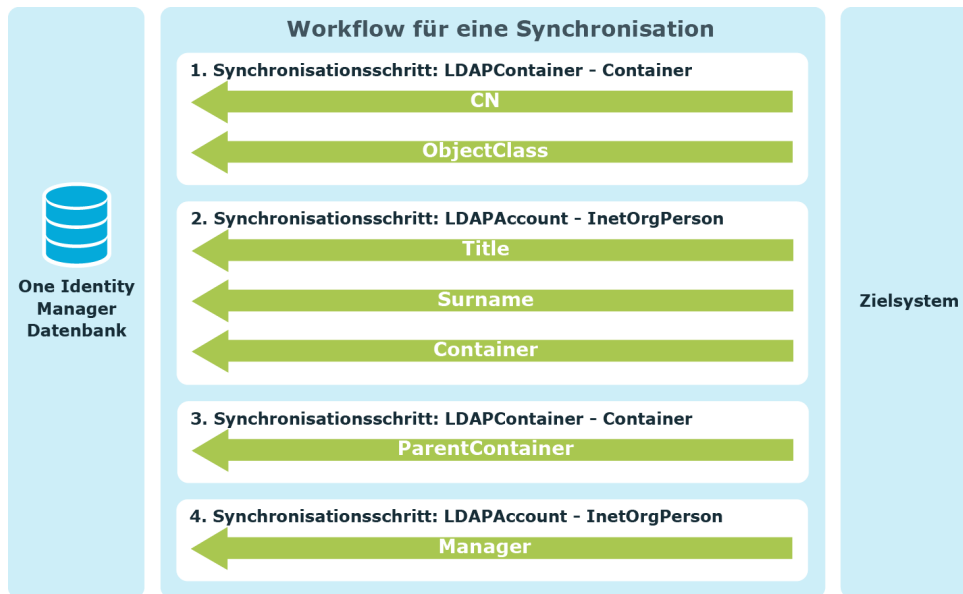 Workflow für eine Synchronisation
1. Synchronisationsschritt: LDAPContainer - Container
CN
ObjectClass
2. Synchronisationsschritt: LDAPAccount - InetOrgPerson
Title
Surname
Container
3. Synchronisationsschritt: LDAPContainer - Container
ParentContainer
4. Synchronisationsschritt: LDAPAccount - InetOrgPerson
Manager
One Identity
Manager
Datenbank
Zielsystem